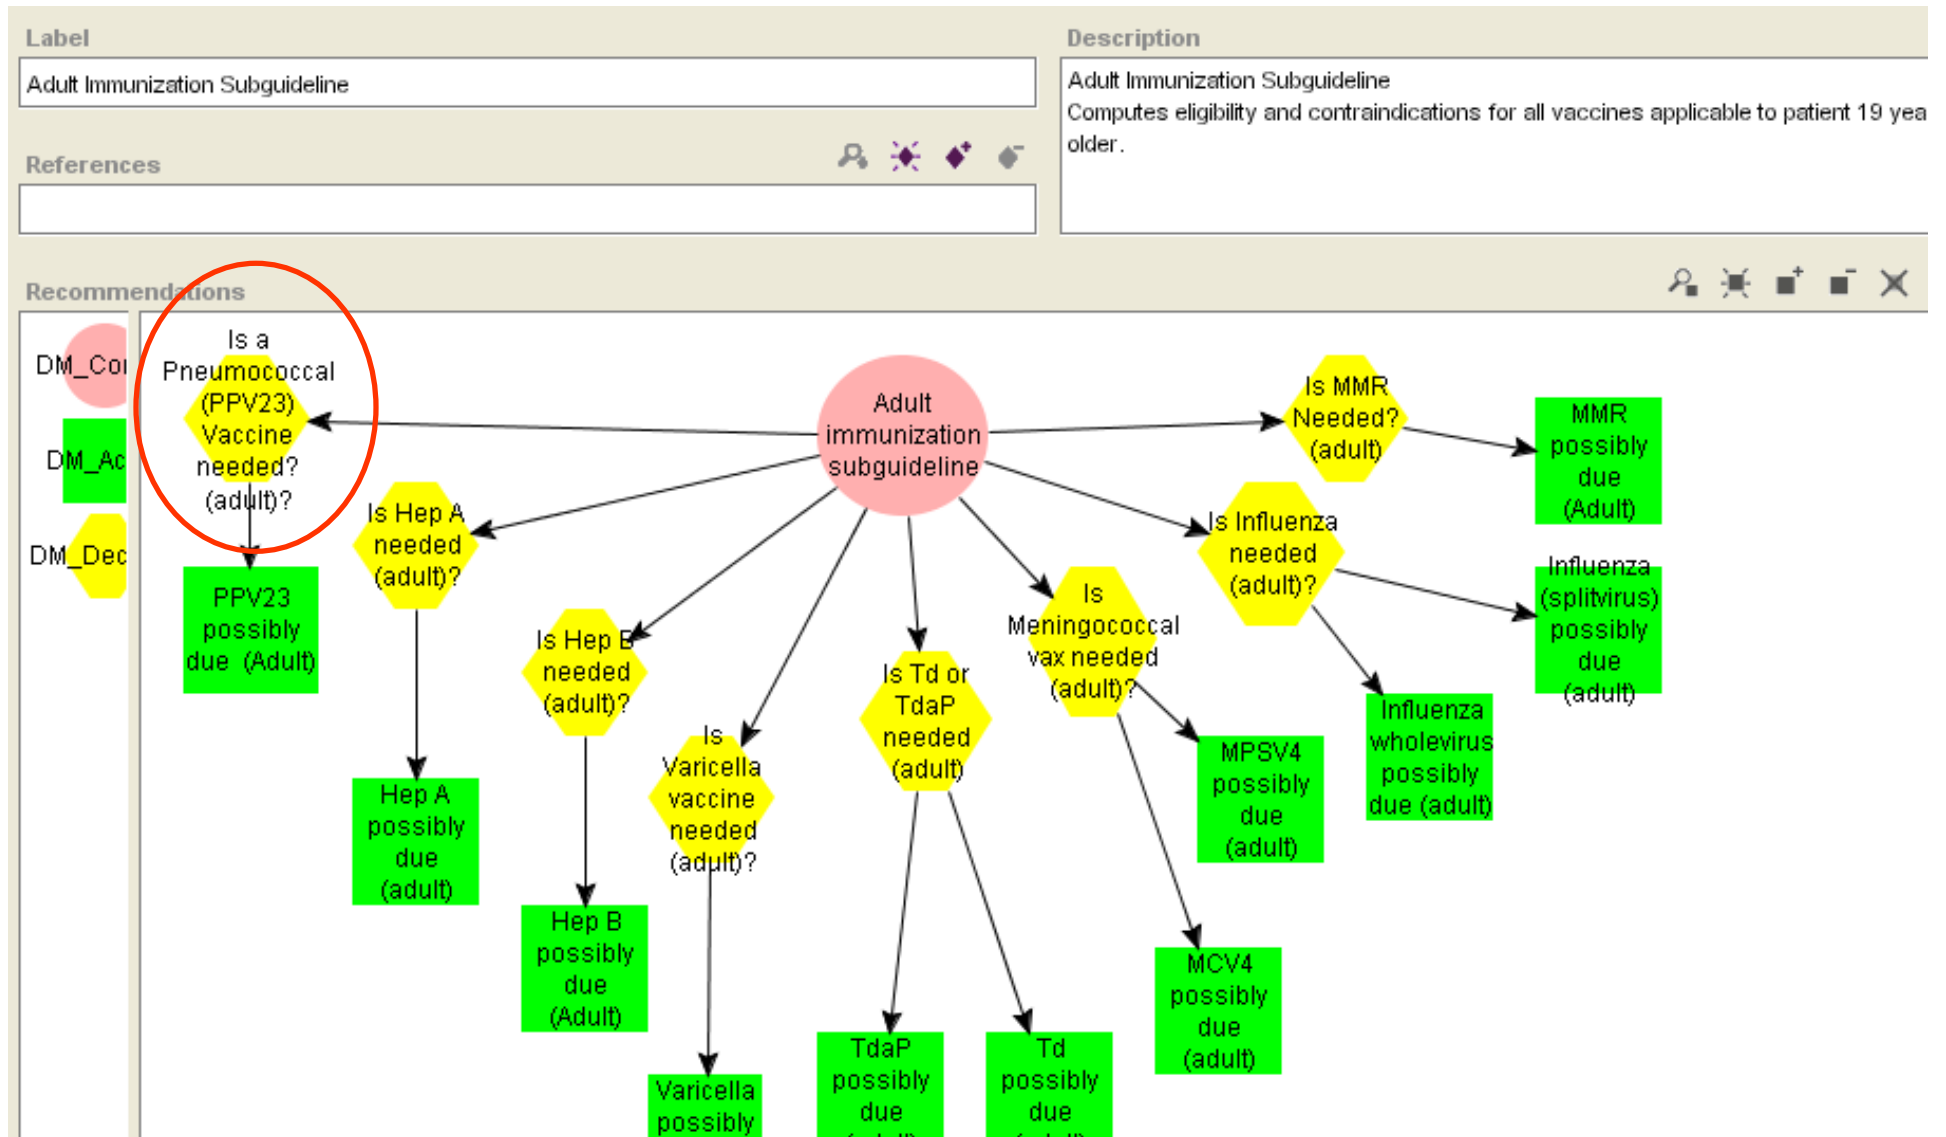 Label
Description
Adult Immunization Subguideline
Adult Immunization Subguideline
Computes eligibility and contraindications for all vaccines applicable to patient 19 yea
older.
References
Recommendations
DM_Con
DM_Ac
DM_Dec
Is a
Pneumococcal
(PPV23)
Vaccine
needed?
(adult)?
PPV23
possibly
due (Adult)
Is Hep A
needed
(adult)?
Hep A
possibly
due
(adult)
Is Hep B
needed
(adult)?
Hep B
possibly
due
(Adult)
Is
Varicella
vaccine
needed
(adult)?
Varicella
possibly
Adult
immunization
subguideline
Is Td or
TdaP
needed
(adult)
TdaP
possibly
due
Td
possibly
due
Is
Meningococcal
vax needed
(adult)?
MPSV4
possibly
due
(adult)
MCV4
possibly
due
(adult)
Is Influenza
needed
(adult)?
Influenza
wholevirus
possibly
due (adult)
Influenza
(splitvirus)
possibly
due
(adult)
Is MMR
Needed?
(adult)
MMR
possibly
due
(Adult)